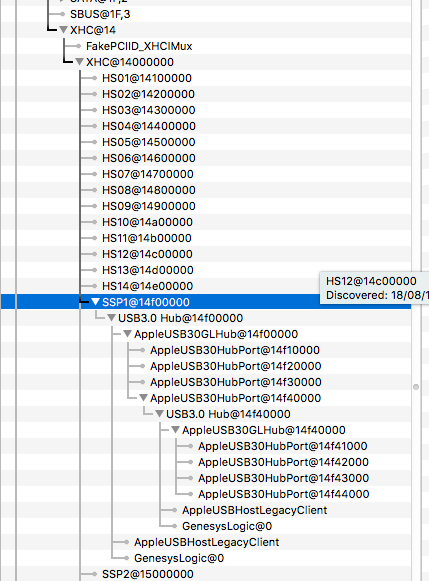 SATA@1F,2
SBUS@1F,3
XHC@14
FakePCIID_XHCIMux
XHC@14000000
HS01@14100000
HS02@14200000
HS03@14300000
HS04@14400000
HS05@14500000
HS06@14600000
HS07@14700000
HS08@14800000
HS09@14900000
HS10@14a00000
HS11@14b00000
HS12@14c00000
HS13@14d00000
HS14@14e00000
HS12@14c00000
Discovered: 18/08/1
SSP1@14f00000
USB3.0 Hub@14f00000
AppleUSB30GLHub@14f00000
AppleUSB30HubPort@14f10000
AppleUSB30HubPort@14f20000
AppleUSB30HubPort@14f30000
AppleUSB30HubPort@14f40000
USB3.0 Hub@14f40000
AppleUSB30GLHub@14f40000
AppleUSB30HubPort@14f41000
AppleUSB30HubPort@14f42000
AppleUSB30HubPort@14f43000
AppleUSB30HubPort@14f44000
AppleUSBHostLegacyClient
GenesysLogic@0
AppleUSBHostLegacyClient
GenesysLogic@0
SSP2@15000000